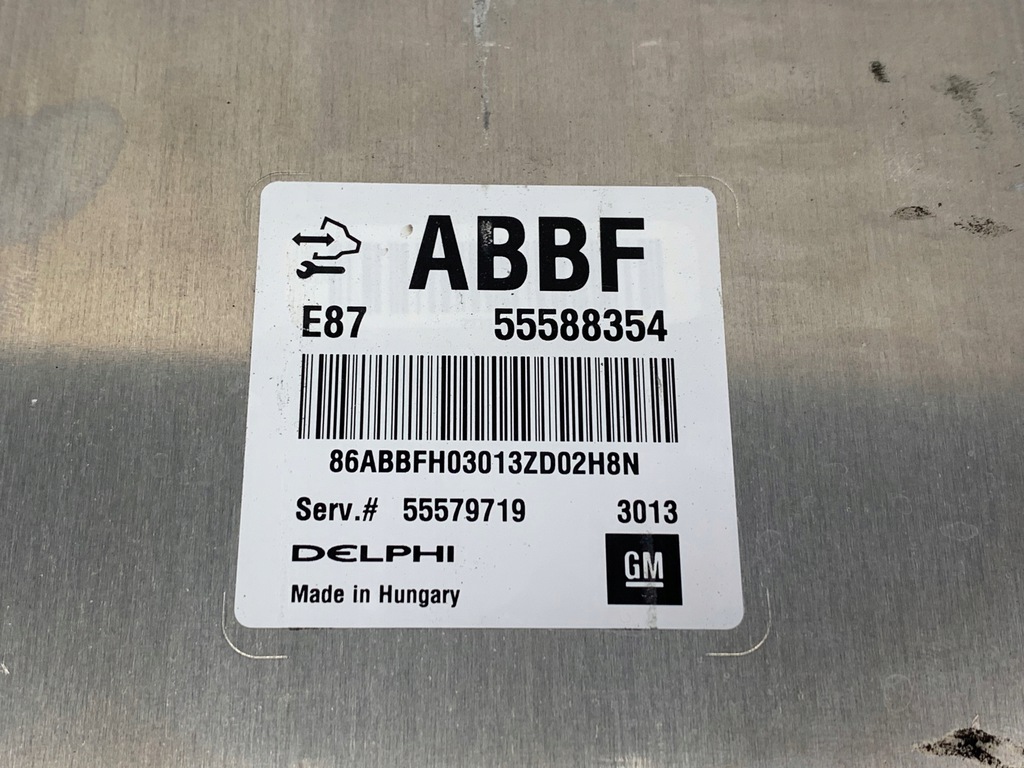 ABBF
E87 55588354
86ABBFH03013ZD02H8N
Serv.# 55579719 3013
DELPHI
GM
Made in Hungary